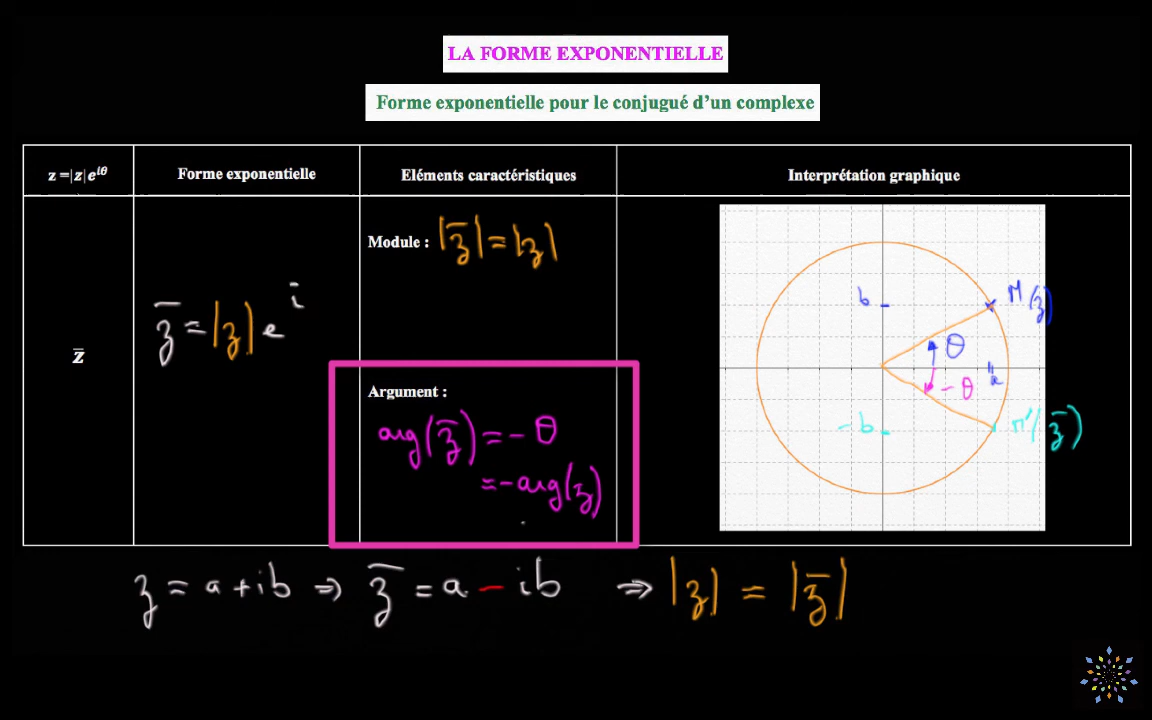 LA FORME EXPONENTIELLE
Forme exponentielle pour le conjugué d'un complexe
z =|z|e^{iθ}
Forme exponentielle
Eléments caractéristiques
Interprétation graphique
z̄
z̄ = |z| e^i
Module : |z̄| = |z|
Argument :
arg(z̄) = - θ
= - arg(z)
b
M(z)
θ
a
- θ
- b
M'(z̄)
z = a + ib ⇒ z̄ = a - ib ⇒ |z| = |z̄|